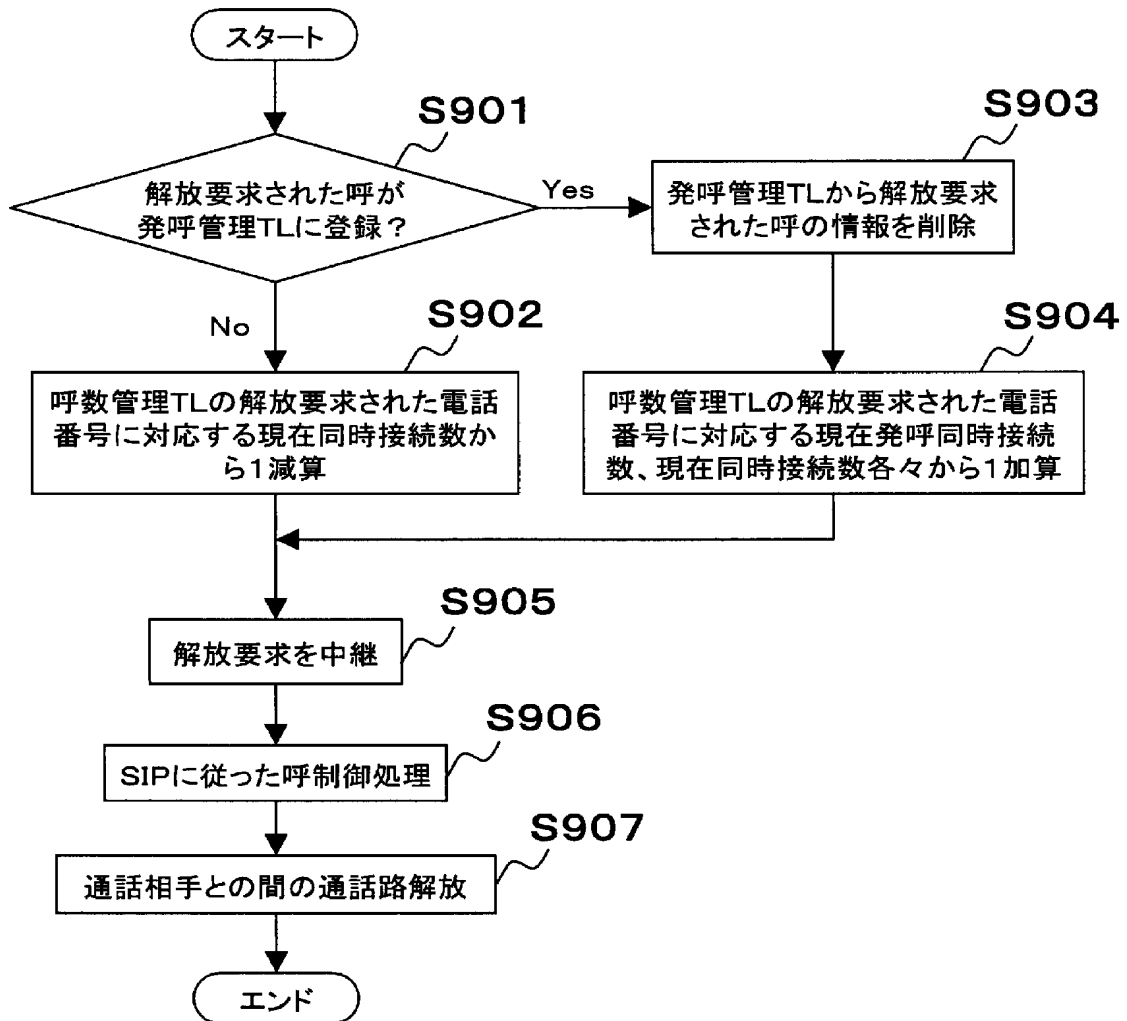 スタート
S901
解放要求された呼が
発呼管理TLに登録？
Yes
S903
発呼管理TLから解放要求
された呼の情報を削除
No
S902
呼数管理TLの解放要求された電話
番号に対応する現在同時接続数か
ら1減算
S904
呼数管理TLの解放要求された電話
番号に対応する現在発呼同時接続
数、現在同時接続数各々から1加算
S905
解放要求を中継
S906
SIPに従った呼制御処理
S907
通話相手との間の通話路解放
エンド